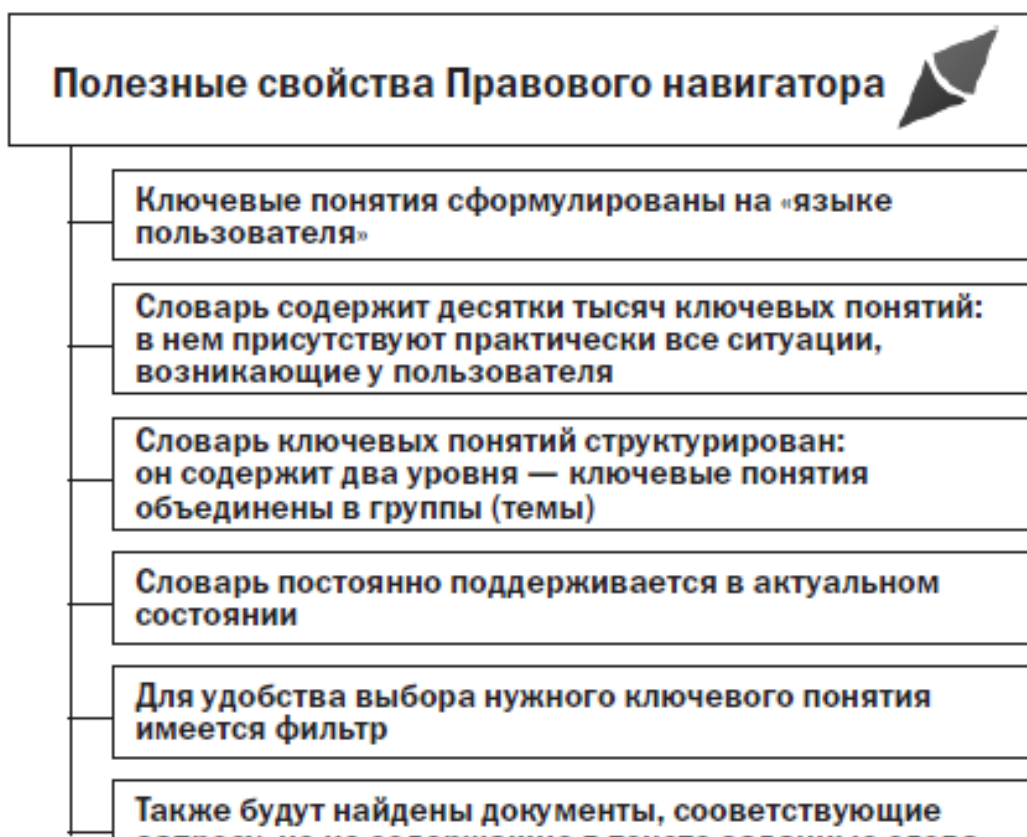 Полезные свойства Правового навигатора
Ключевые понятия сформулированы на «языке
пользователя»
Словарь содержит десятки тысяч ключевых понятий:
в нем присутствуют практически все ситуации,
возникающие у пользователя
Словарь ключевых понятий структурирован:
он содержит два уровня — ключевые понятия
объединены в группы (темы)
Словарь постоянно поддерживается в актуальном
состоянии
Для удобства выбора нужного ключевого понятия
имеется фильтр
Также будут найдены документы, сооветствующие